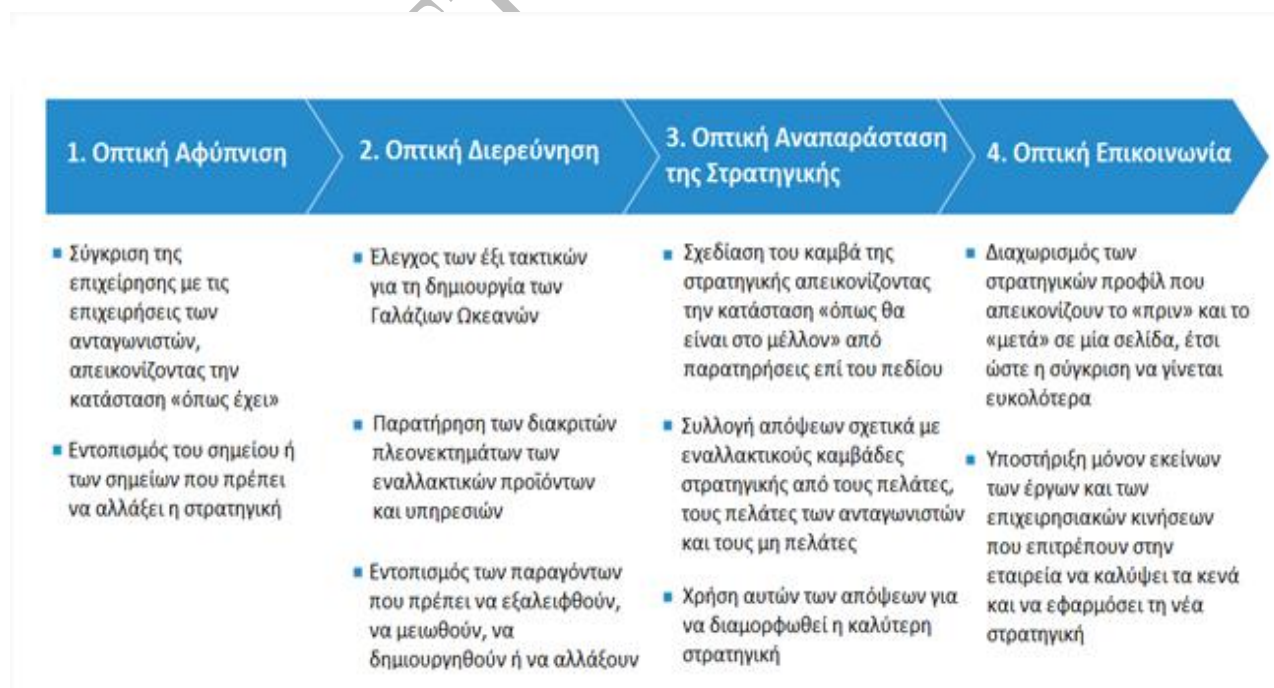 1. Οπτική Αφύπνιση
2. Οπτική Διερεύνηση
3. Οπτική Αναπαράσταση
της Στρατηγικής
4. Οπτική Επικοινωνία
▪ Σύγκριση της
επιχείρησης με τις
επιχειρήσεις των
ανταγωνιστών,
απεικονίζοντας την
κατάσταση «όπως έχει»
▪ Εντοπισμός του σημείου ή
των σημείων που πρέπει
να αλλάξει η στρατηγική
▪ Έλεγχος των έξι τακτικών
για τη δημιουργία των
Γαλάζιων Ωκεανών
▪ Παρατήρηση των διακριτών
πλεονεκτημάτων των
εναλλακτικών προϊόντων
και υπηρεσιών
▪ Εντοπισμός των παραγόντων
που πρέπει να εξαλειφθούν,
να μειωθούν, να
δημιουργηθούν ή να αλλάξουν
▪ Σχεδίαση του καμβά της
στρατηγικής απεικονίζοντας
την κατάσταση «όπως θα
είναι στο μέλλον» από
παρατηρήσεις επί του πεδίου
▪ Συλλογή απόψεων σχετικά με
εναλλακτικούς καμβάδες
στρατηγικής από τους πελάτες,
τους πελάτες των ανταγωνιστών
και τους μη πελάτες
▪ Χρήση αυτών των απόψεων για
να διαμορφωθεί η καλύτερη
στρατηγική
▪ Διαχωρισμός των
στρατηγικών προφίλ που
απεικονίζουν το «πριν» και το
«μετά» σε μία σελίδα, έτσι
ώστε η σύγκριση να γίνεται
ευκολότερα
▪ Υποστήριξη μόνον εκείνων
των έργων και των
επιχειρησιακών κινήσεων
που επιτρέπουν στην
εταιρεία να καλύψει τα κενά
και να εφαρμόσει τη νέα
στρατηγική